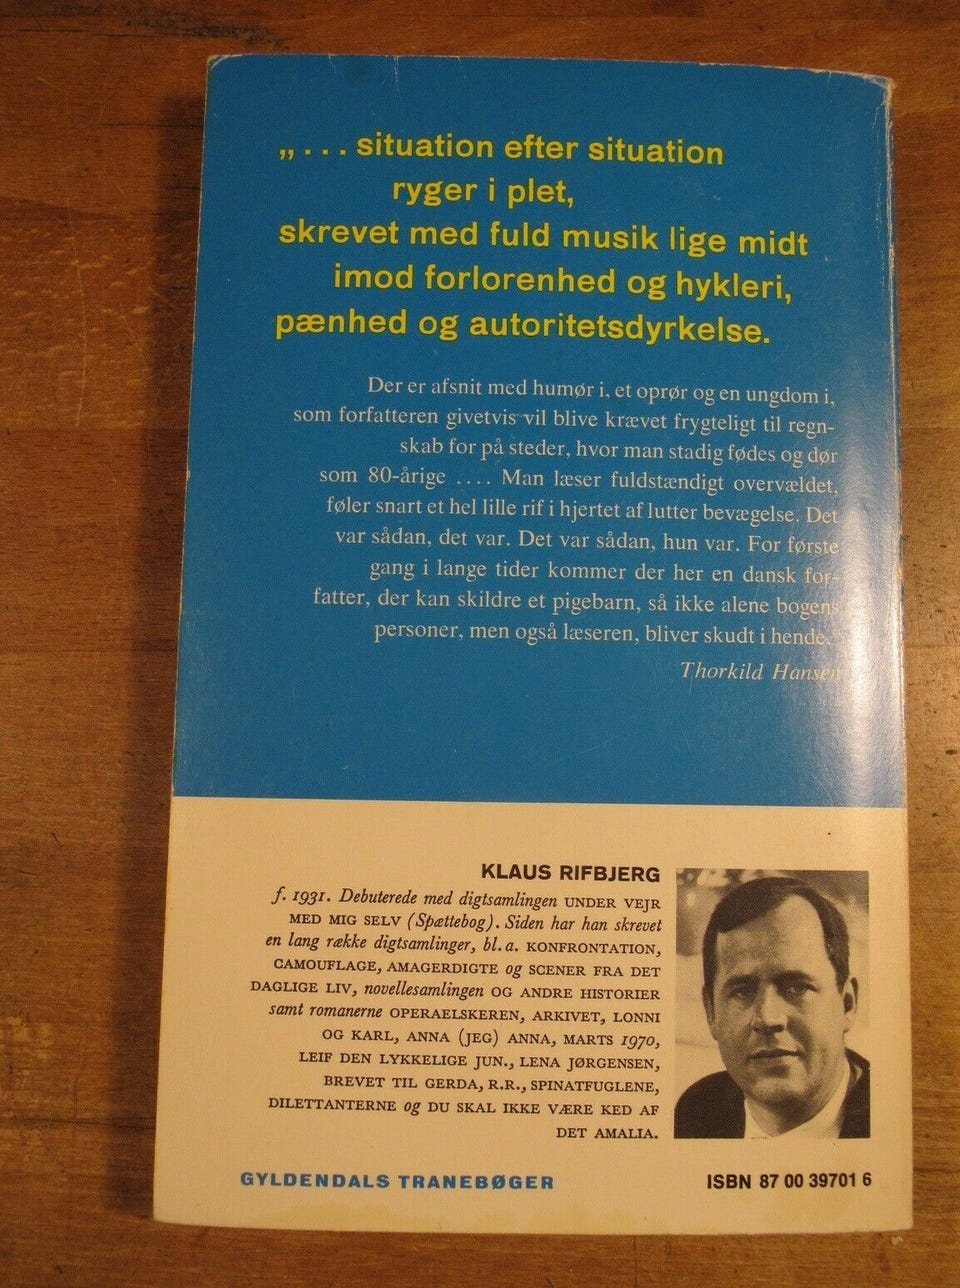 „ . . . situation efter situation
ryger i plet,
skrevet med fuld musik lige midt
imod forlorenhed og hykleri,
pænhed og autoritetsdyrkelse.
Der er afsnit med humør i, et oprør og en ungdom i,
som forfatteren givetvis vil blive krævet frygteligt til regn-
skab for på steder, hvor man stadig fødes og dør
som 80-årige .... Man læser fuldstændigt overvældet,
føler snart et hel lille rif i hjertet af lutter bevægelse. Det
var sådan, det var. Det var sådan, hun var. For første
gang i lange tider kommer der her en dansk for-
fatter, der kan skildre et pigebarn, så ikke alene bogens
personer, men også læseren, bliver skudt i hende."
Thorkild Hansen
KLAUS RIFBJERG
f. 1931. Debuterede med digtsamlingen UNDER VEJR
MED MIG SELV (Spættebog). Siden har han skrevet
en lang række digtsamlinger, bl. a. KONFRONTATION,
CAMOUFLAGE, AMAGERDIGTE og SCENER FRA DET
DAGLIGE LIV, novellesamlingen OG ANDRE HISTORIER
samt romanerne OPERAELSKEREN, ARKIVET, LONNI
OG KARL, ANNA (JEG) ANNA, MARTS 1970,
LEIF DEN LYKKELIGE JUN., LENA JØRGENSEN,
BREVET TIL GERDA, R.R., SPINATFUGLENE,
DILETTANTERNE og DU SKAL IKKE VÆRE KED AF
DET AMALIA.
GYLDENDALS TRANEBØGER
ISBN 87 00 39701 6